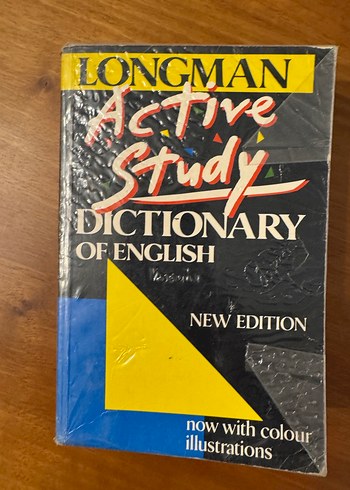 LONGMAN
Active
Study
DICTIONARY
OF ENGLISH
NEW EDITION
now with colour
illustrations